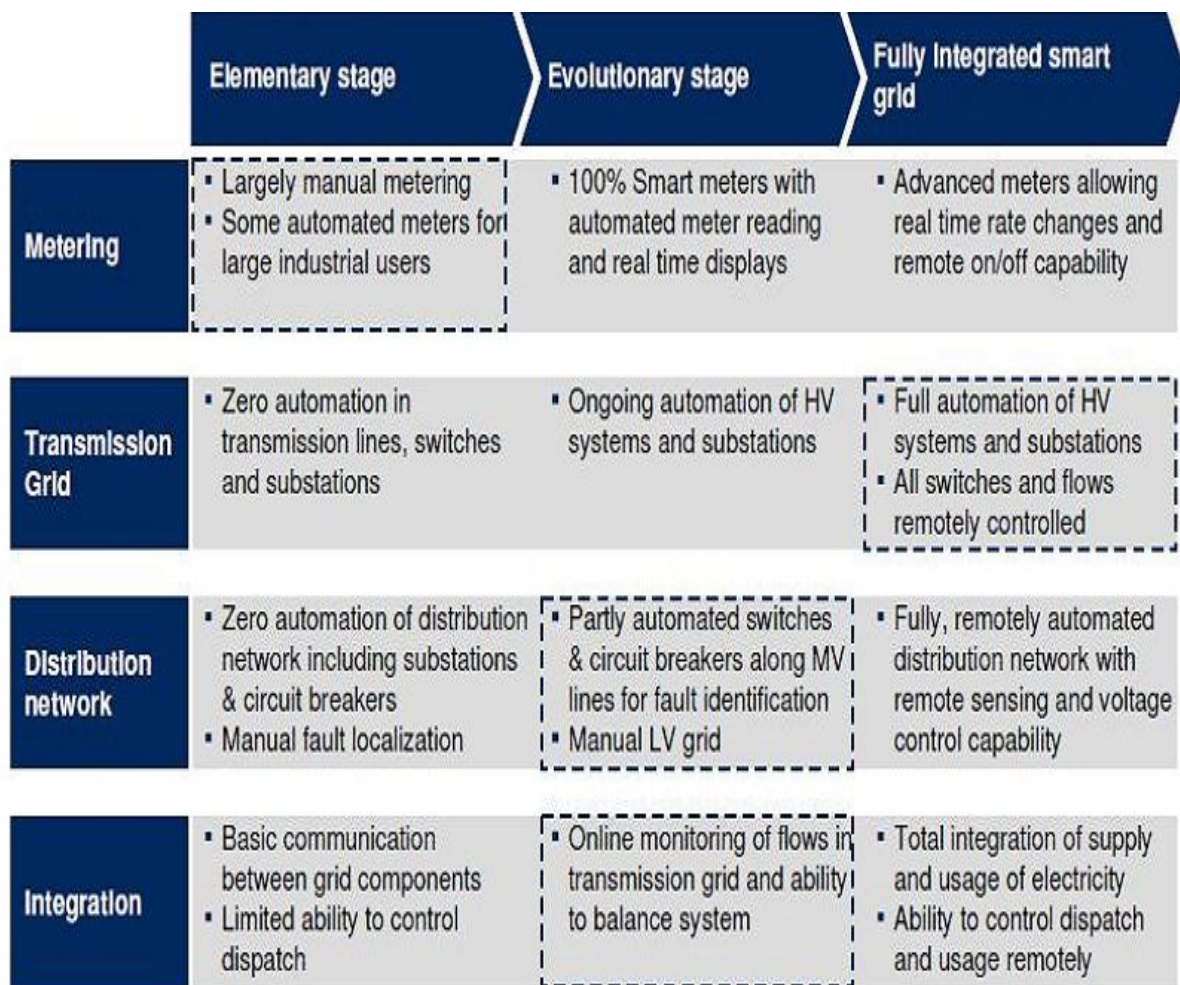 Elementary stage
Evolutionary stage
Fully integrated smart
grid
Metering
▪ Largely manual metering
▪ Some automated meters for
large industrial users
▪ 100% Smart meters with
automated meter reading
and real time displays
▪ Advanced meters allowing
real time rate changes and
remote on/off capability
Transmission
Grid
▪ Zero automation in
transmission lines, switches
and substations
▪ Ongoing automation of HV
systems and substations
▪ Full automation of HV
systems and substations
▪ All switches and flows
remotely controlled
Distribution
network
▪ Zero automation of distribution
network including substations
& circuit breakers
▪ Manual fault localization
▪ Partly automated switches
& circuit breakers along MV
lines for fault identification
▪ Manual LV grid
▪ Fully, remotely automated
distribution network with
remote sensing and voltage
control capability
Integration
▪ Basic communication
between grid components
▪ Limited ability to control
dispatch
▪ Online monitoring of flows in
transmission grid and ability
to balance system
▪ Total integration of supply
and usage of electricity
▪ Ability to control dispatch
and usage remotely